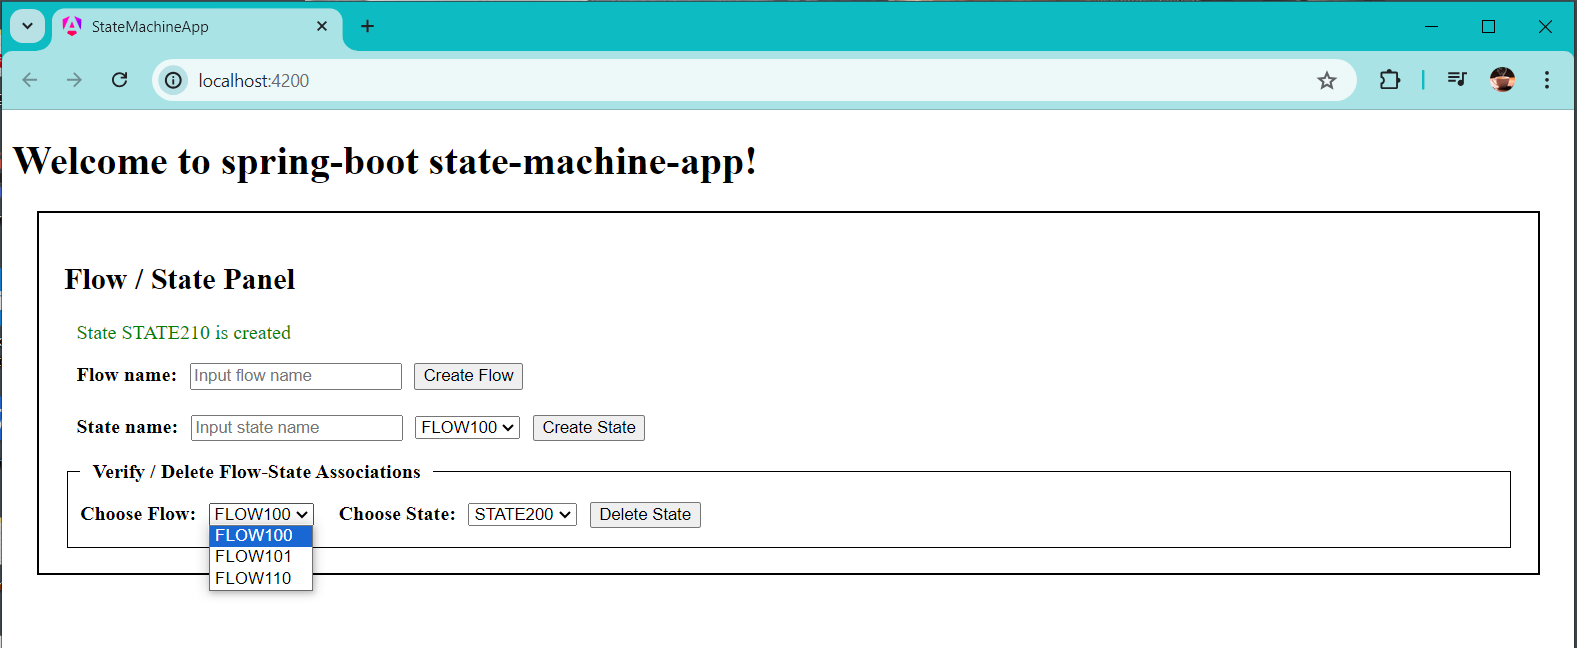 StateMachineApp
localhost:4200
Welcome to spring-boot state-machine-app!
Flow / State Panel
State STATE210 is created
Flow name: Input flow name Create Flow
State name: Input state name FLOW100 Create State
Verify / Delete Flow-State Associations
Choose Flow: FLOW100 Choose State: STATE200 Delete State
FLOW100
FLOW101
FLOW110